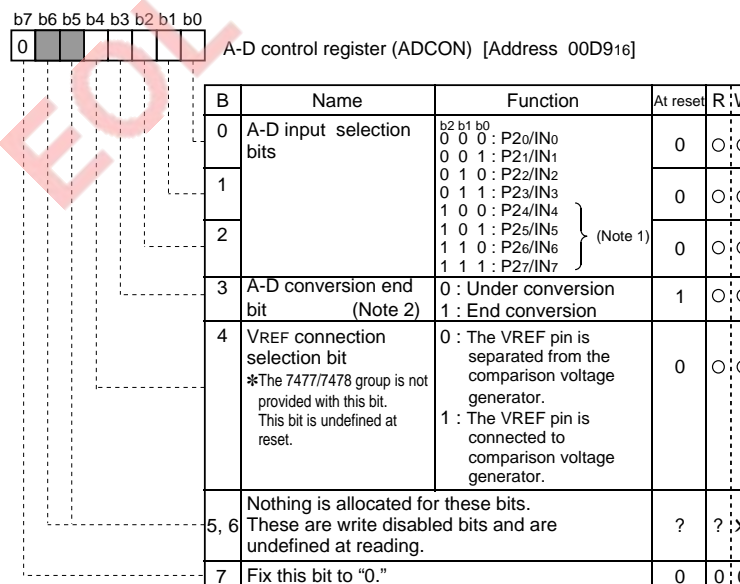 b7 b6 b5 b4 b3 b2 b1 b0
0
A-D control register (ADCON) [Address 00D916]
EOL
B Name Function At reset R W
0 A-D input selection bits
b2 b1 b0
0 0 0 : P20/IN0
0 0 1 : P21/IN1
0 1 0 : P22/IN2
0 1 1 : P23/IN3
1 0 0 : P24/IN4
1 0 1 : P25/IN5
1 1 0 : P26/IN6
1 1 1 : P27/IN7
(Note 1)
0 ○
1
0 ○
2
0 ○
3 A-D conversion end
bit (Note 2)
0 : Under conversion
1 : End conversion
1 ○
4 VREF connection
selection bit
✽The 7477/7478 group is not
provided with this bit.
This bit is undefined at
reset.
0 : The VREF pin is
separated from the
comparison voltage
generator.
1 : The VREF pin is
connected to
comparison voltage
generator.
0 ○
5, 6 Nothing is allocated for these bits.
These are write disabled bits and are
undefined at reading.
? ?
7 Fix this bit to “0.” 0 0